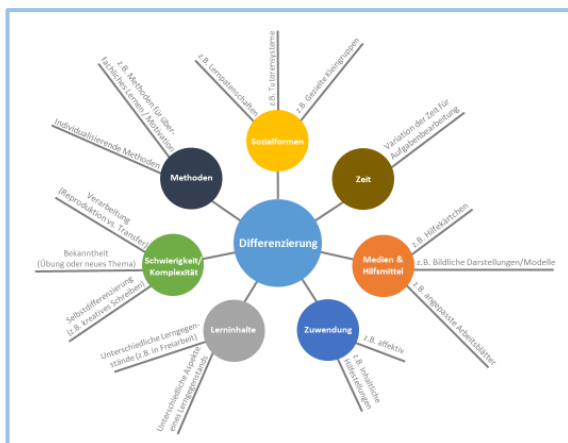 Differenzierung
Sozialformen
z.B. Lernpatenschaften
z.B. Tutorensysteme
z.B. Gezielte Kleingruppen
Zeit
Variation der Zeit für
Aufgabenbearbeitung
Medien &
Hilfsmittel
z.B. Hilfekärtchen
z.B. Bildliche Darstellungen/Modelle
z.B. angepasste Arbeitsblätter
Zuwendung
z.B. affektiv
z.B. Inhaltliche
Hilfestellungen
Lerninhalte
Unterschiedliche Lerngegen-
stände (z.B. in Freiarbeit)
Unterschiedliche Aspekte
eines Lerngegenstands
Schwierigkeit/
Komplexität
Verarbeitung
(Reproduktion vs. Transfer)
Bekanntheit
(Übung oder neues Thema)
Selbstdifferenzierung
(z.B. kreatives Schreiben)
Methoden
z.B. Methoden für über-
Fachliches Lernen / Motivation
Individualisierende Methoden